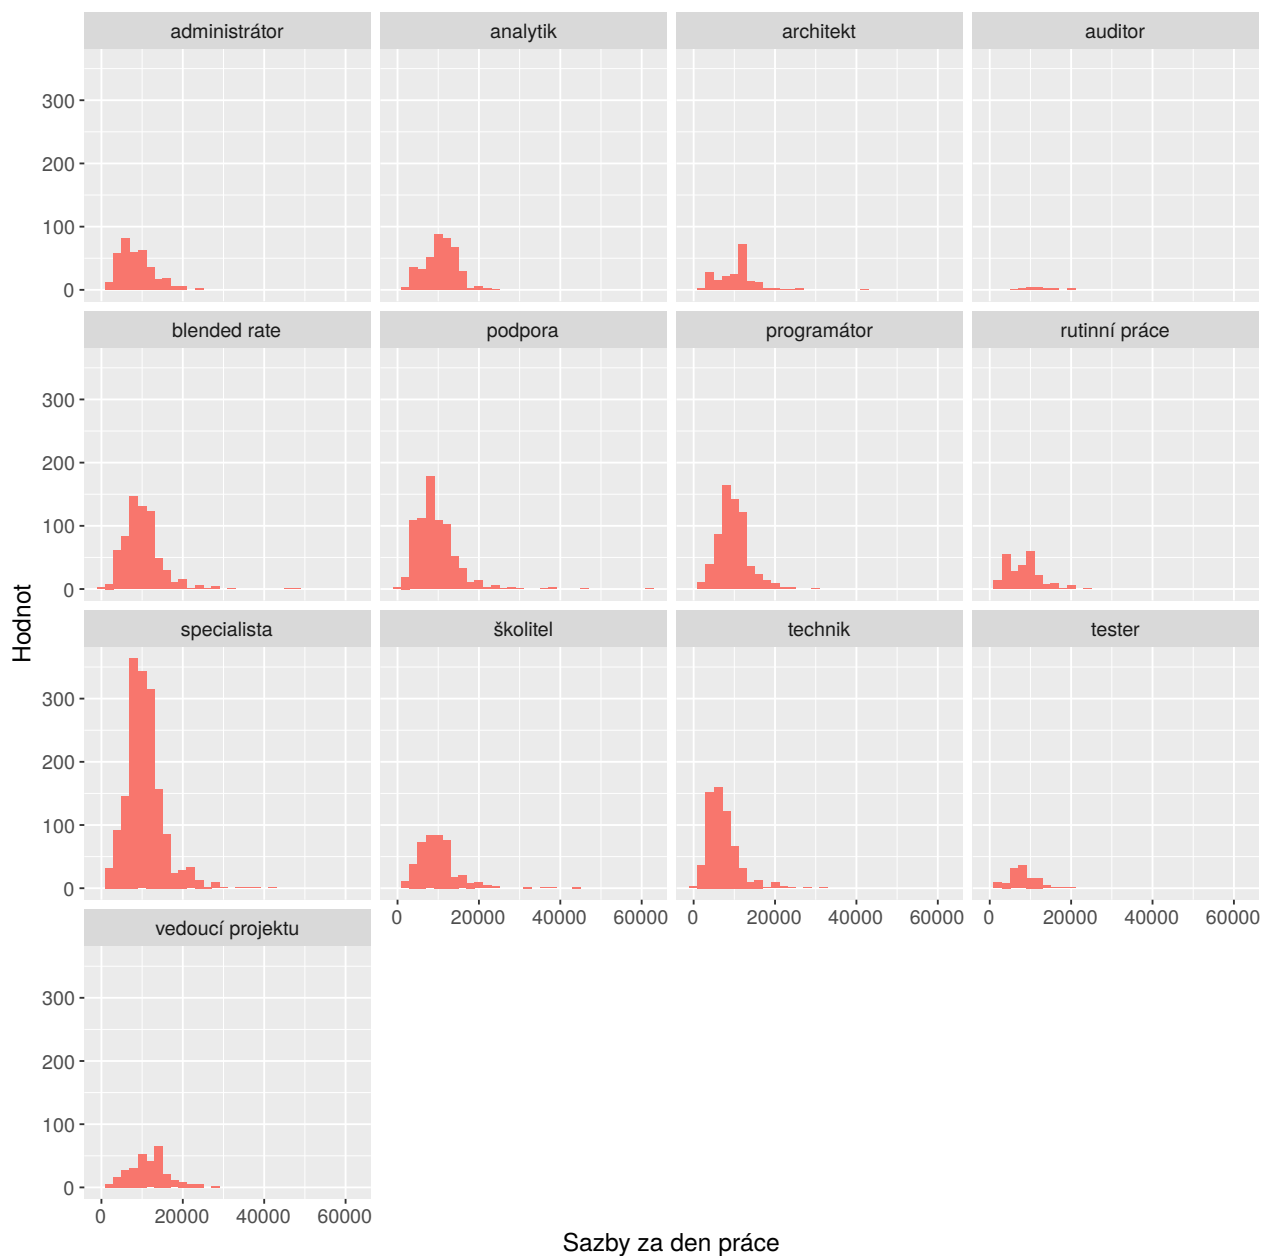 administrátor analytik architekt auditor
300
200
100
0
blended rate podpora programátor rutinní práce
300
200
100
0
Hodnot
specialista školitel technik tester
300
200
100
0
0 20000 40000 60000 0 20000 40000 60000 0 20000 40000 60000
vedoucí projektu
300
200
100
0
0 20000 40000 60000
Sazby za den práce